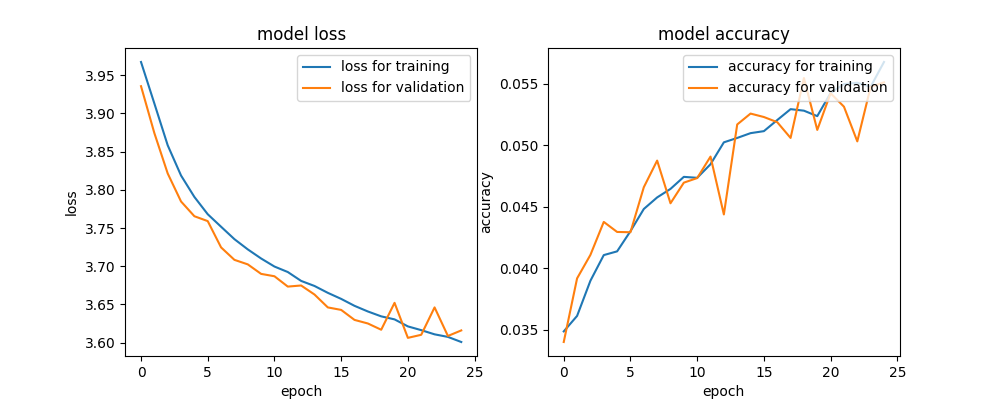 model loss
loss for training
loss for validation
3.95
3.90
3.85
3.80
3.75
3.70
3.65
3.60
loss
0 5 10 15 20 25
epoch
model accuracy
accuracy for training
accuracy for validation
0.055
0.050
0.045
0.040
0.035
accuracy
0 5 10 15 20 25
epoch